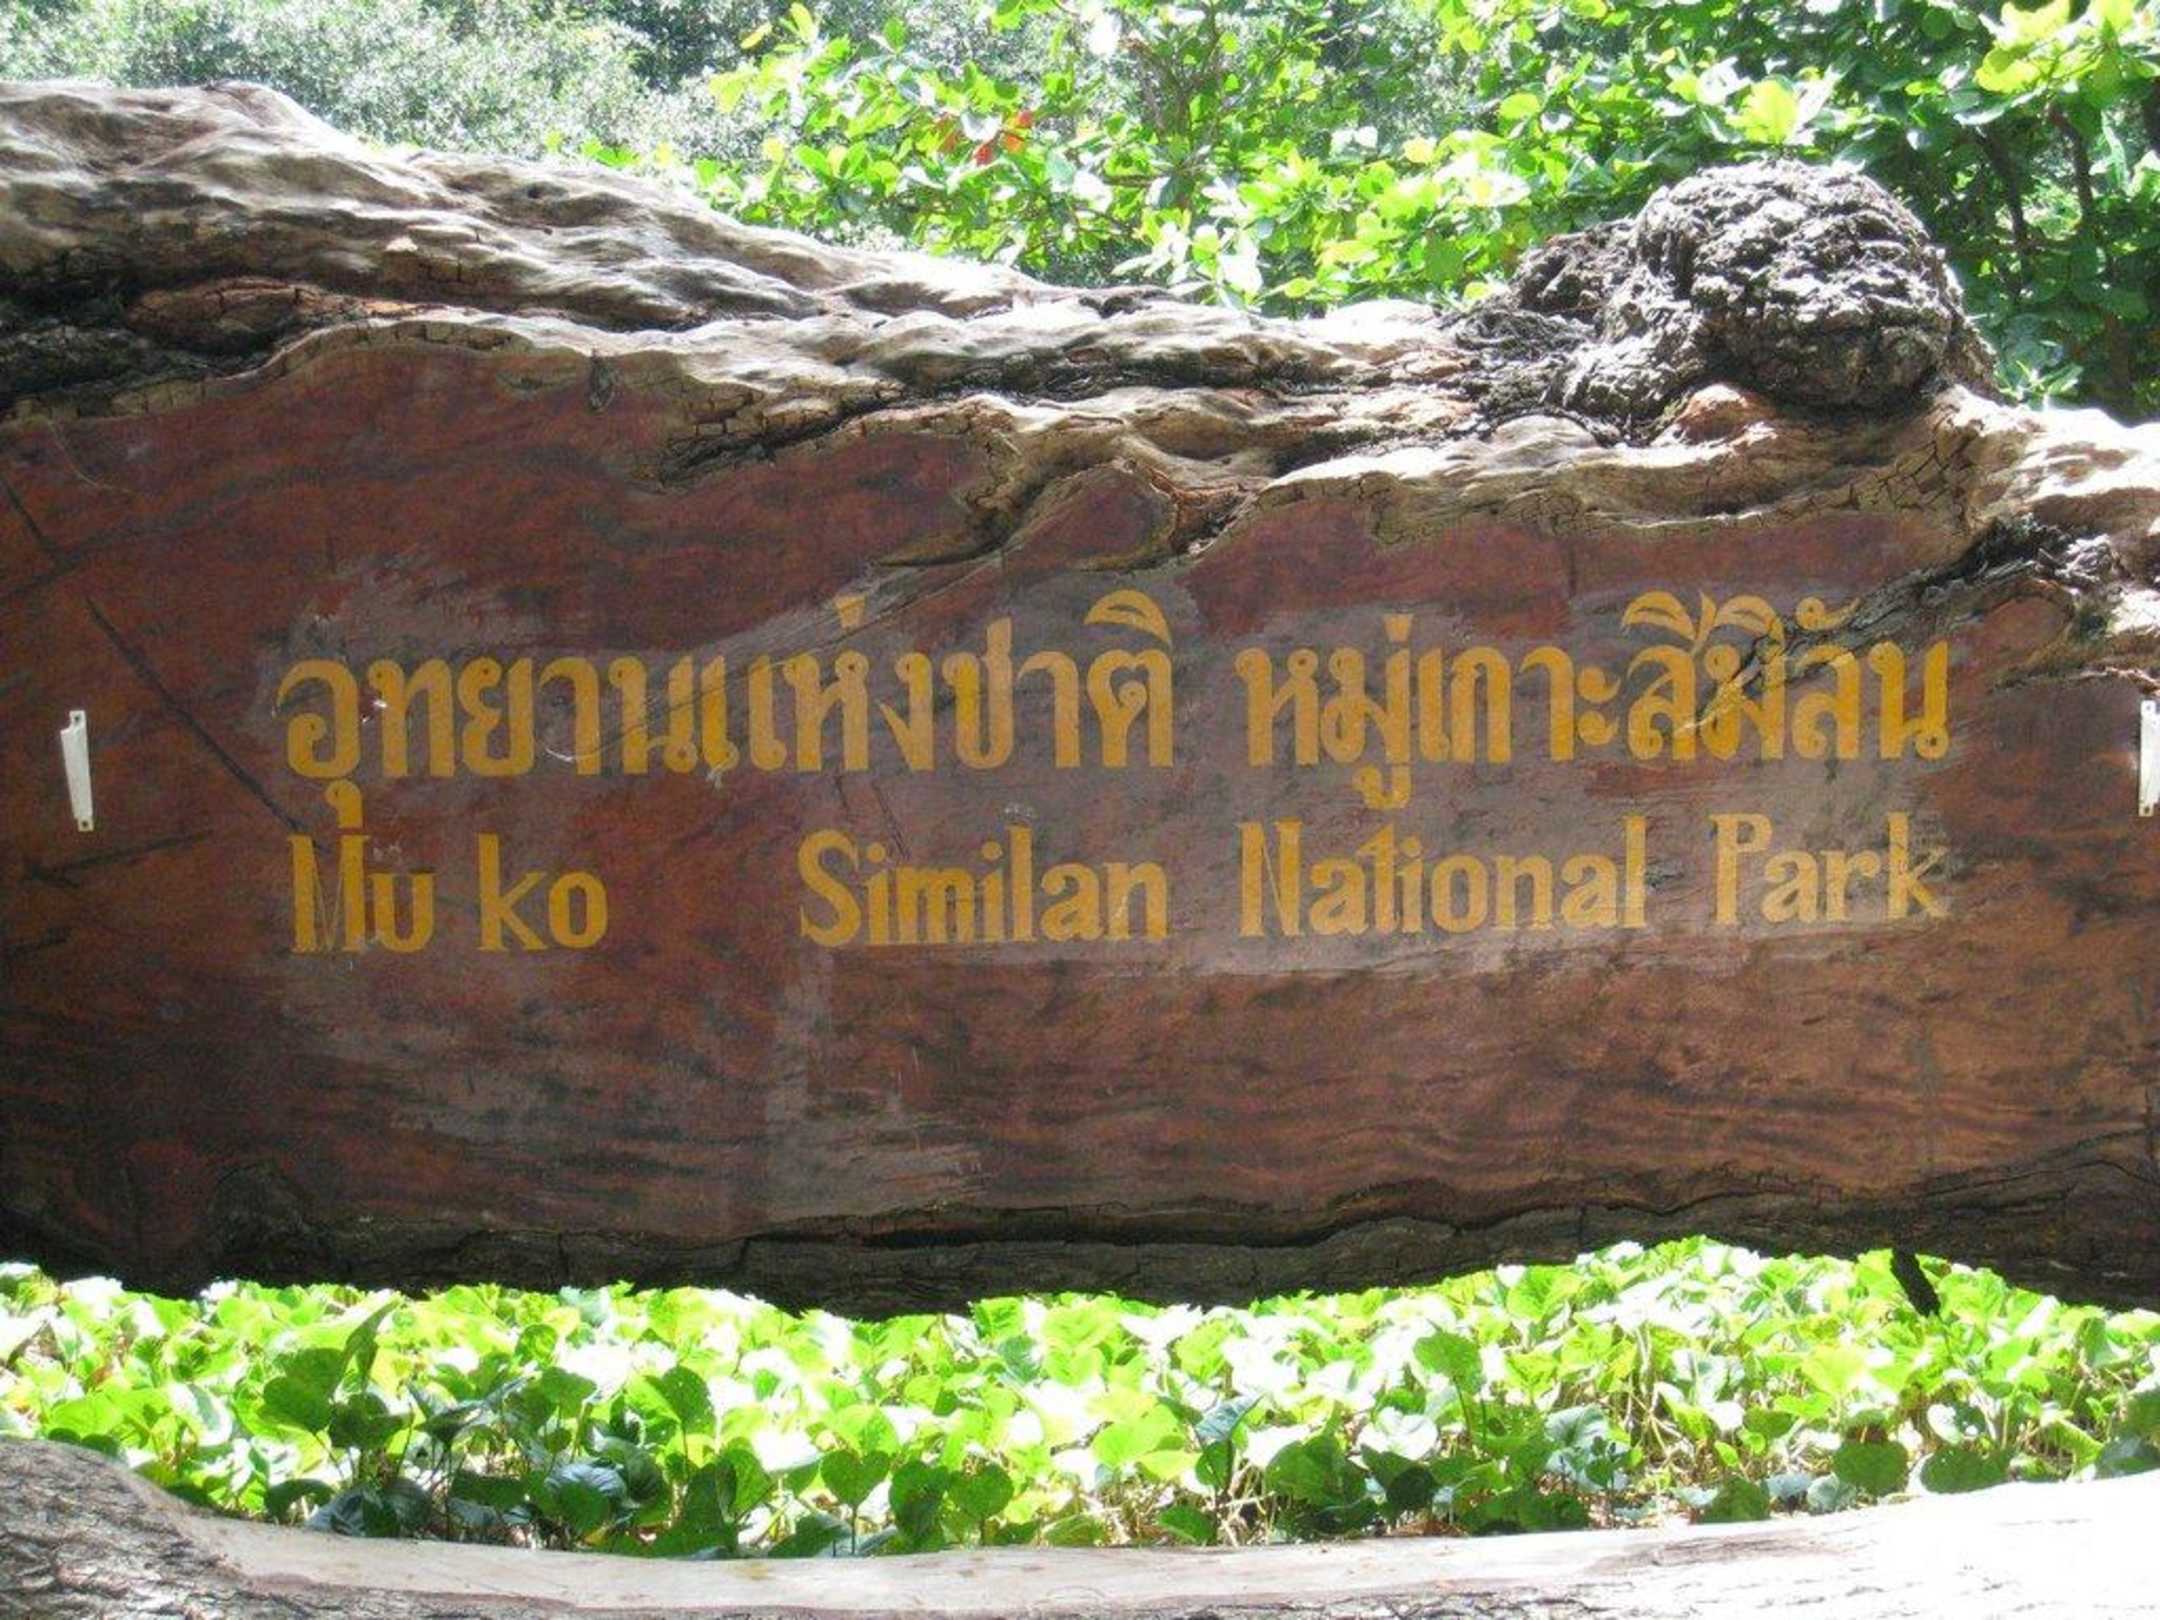 อุทยานแห่งชาติ หมู่เกาะสิมิลัน
Mu ko Similan National Park